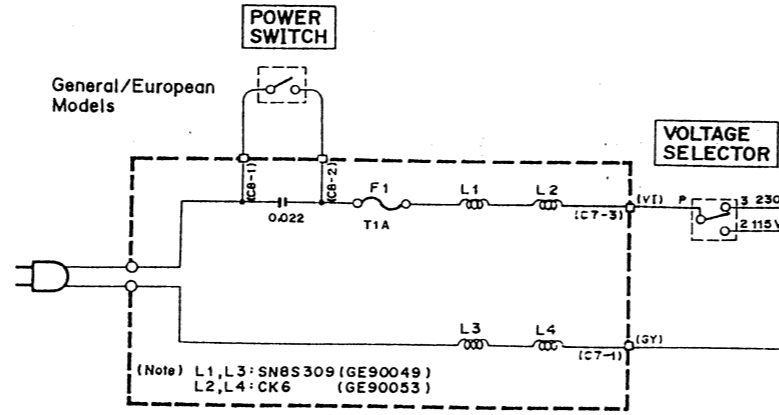 POWER
SWITCH
General/European
Models
VOLTAGE
SELECTOR
(C8-1)
(C8-2)
F1
L1
L2
(VI)
P
3 230
0.022
T1A
(C7-3)
2 115V
L3
L4
(GY)
(C7-1)
(Note) L1,L3:SN8S309(GE90049)
L2,L4:CK6 (GE90053)